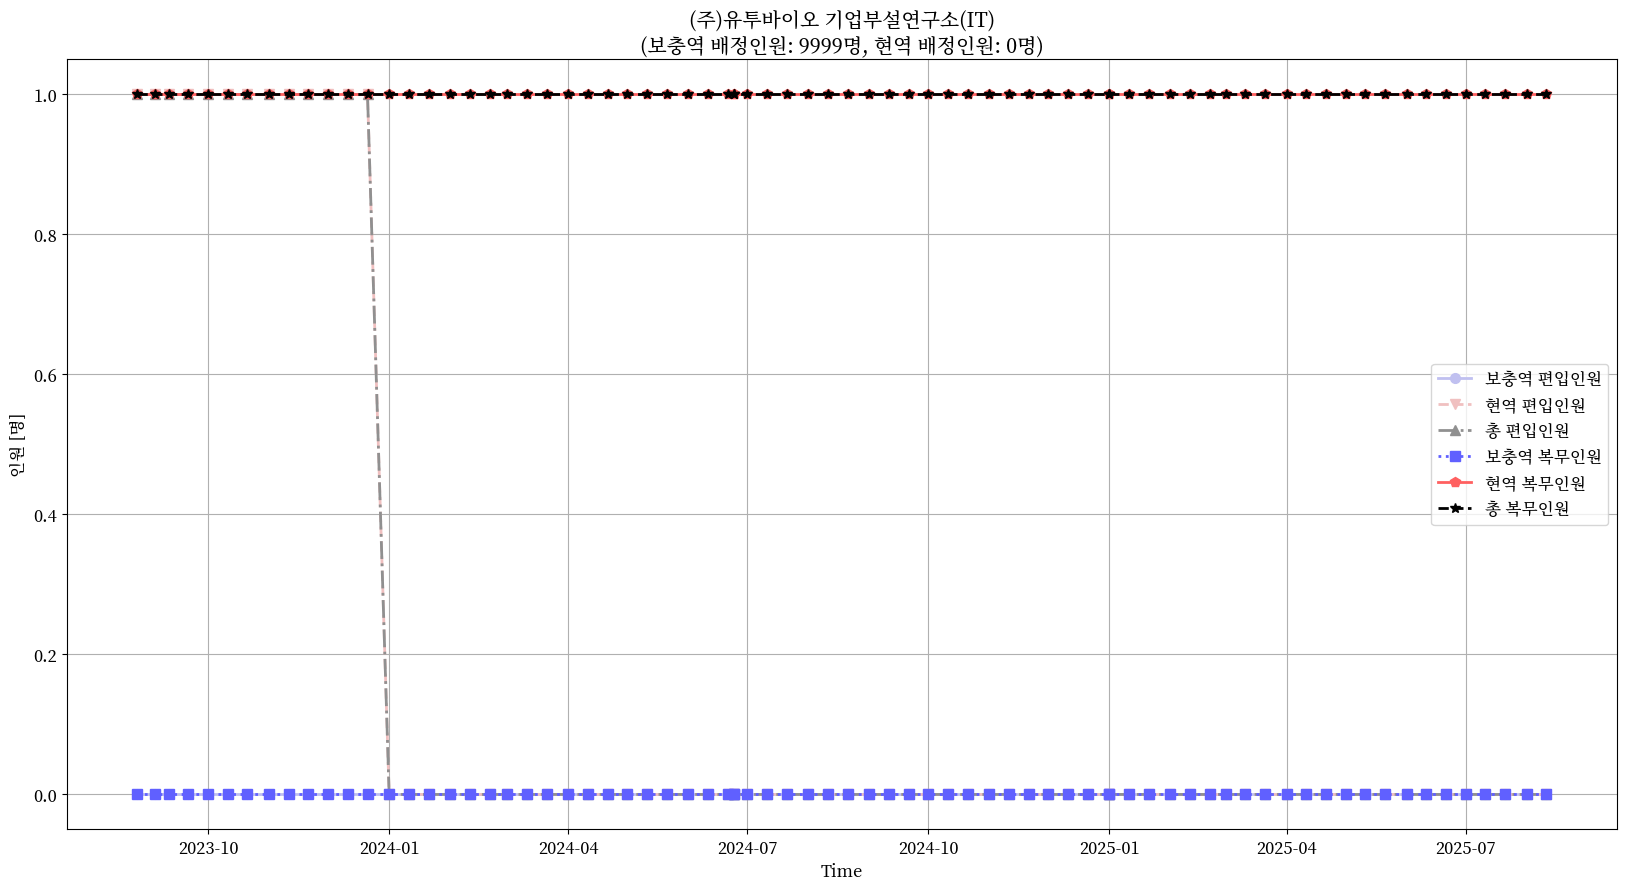 (주)유투바이오 기업부설연구소(IT)
(보충역 배정인원: 9999명, 현역 배정인원: 0명)
1.0
0.8
0.6
0.4
0.2
0.0
인원 [명]
보충역 편입인원
현역 편입인원
총 편입인원
보충역 복무인원
현역 복무인원
총 복무인원
2023-10
2024-01
2024-04
2024-07
2024-10
2025-01
2025-04
2025-07
Time